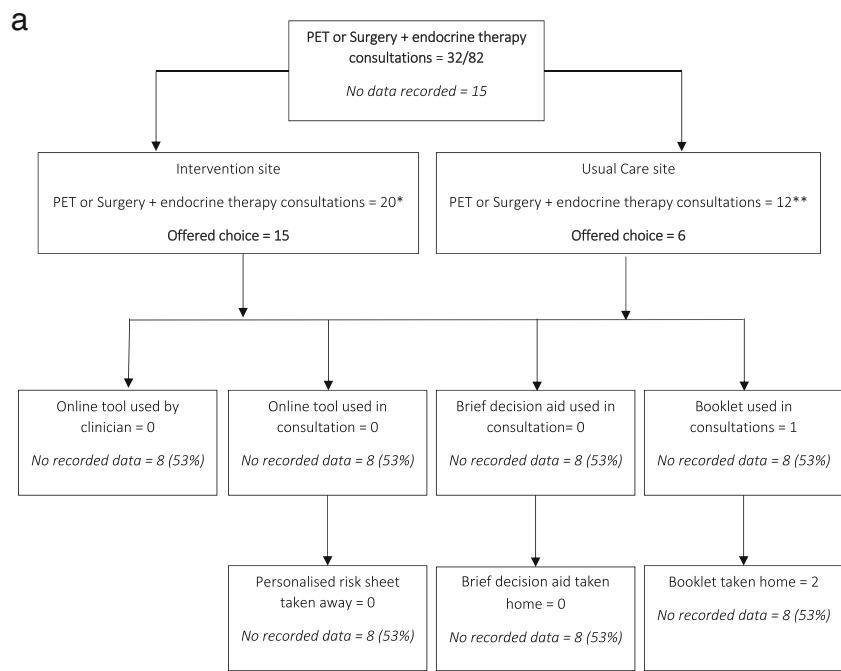 a
PET or Surgery + endocrine therapy
consultations = 32/82
No data recorded = 15
Intervention site
PET or Surgery + endocrine therapy consultations = 20*
Offered choice = 15
Usual Care site
PET or Surgery + endocrine therapy consultations = 12**
Offered choice = 6
Online tool used by
clinician = 0
No recorded data = 8 (53%)
Online tool used in
consultation = 0
No recorded data = 8 (53%)
Brief decision aid used in
consultation= 0
No recorded data = 8 (53%)
Booklet used in
consultations = 1
No recorded data = 8 (53%)
Personalised risk sheet
taken away = 0
No recorded data = 8 (53%)
Brief decision aid taken
home = 0
No recorded data = 8 (53%)
Booklet taken home = 2
No recorded data = 8 (53%)